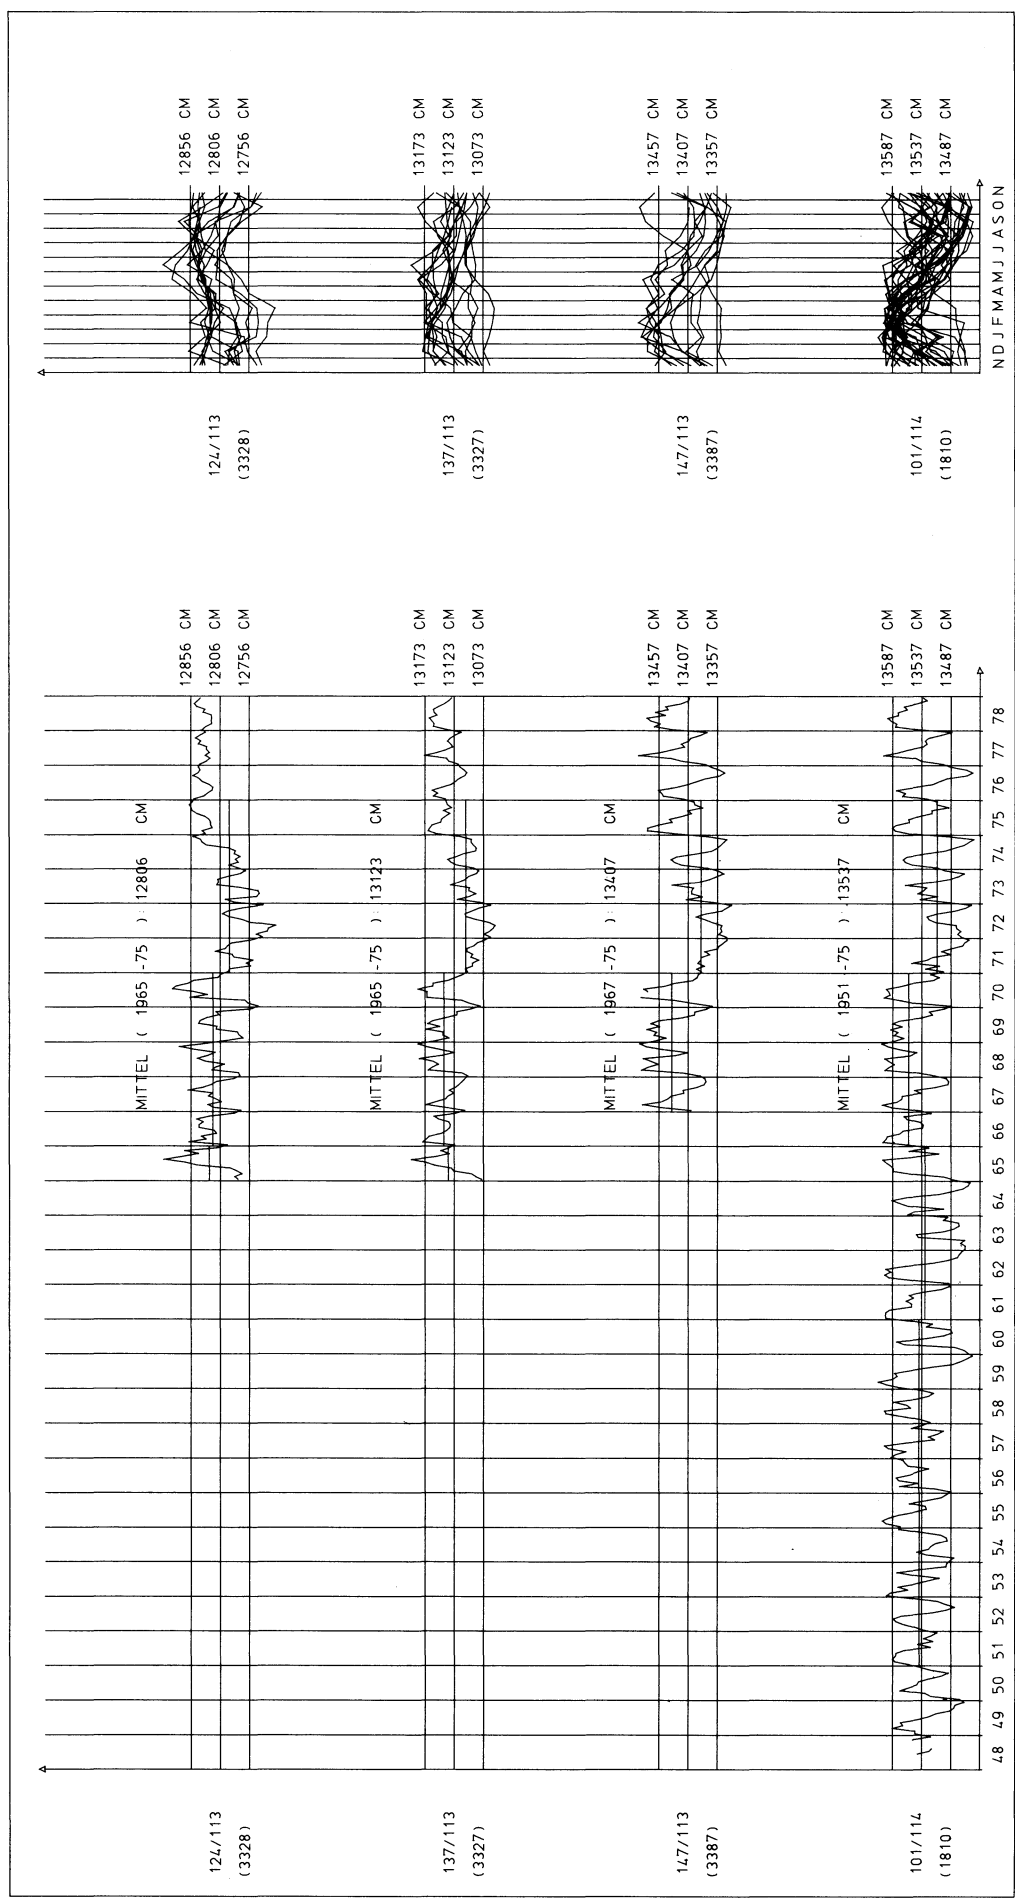 124/113
(3328)
MITTEL ( 1965 -75 ): 12806 CM
12856 CM
12806 CM
12756 CM
137/113
(3327)
MITTEL ( 1965 -75 ): 13123 CM
13173 CM
13123 CM
13073 CM
147/113
(3387)
MITTEL ( 1967 -75 ): 13407 CM
13457 CM
13407 CM
13357 CM
101/114
(1810)
MITTEL ( 1951 -75 ): 13537 CM
13587 CM
13537 CM
13487 CM
48 49 50 51 52 53 54 55 56 57 58 59 60 61 62 63 64 65 66 67 68 69 70 71 72 73 74 75 76 77 78
124/113
(3328)
12856 CM
12806 CM
12756 CM
137/113
(3327)
13173 CM
13123 CM
13073 CM
147/113
(3387)
13457 CM
13407 CM
13357 CM
101/114
(1810)
13587 CM
13537 CM
13487 CM
N D J F M A M J J A S O N